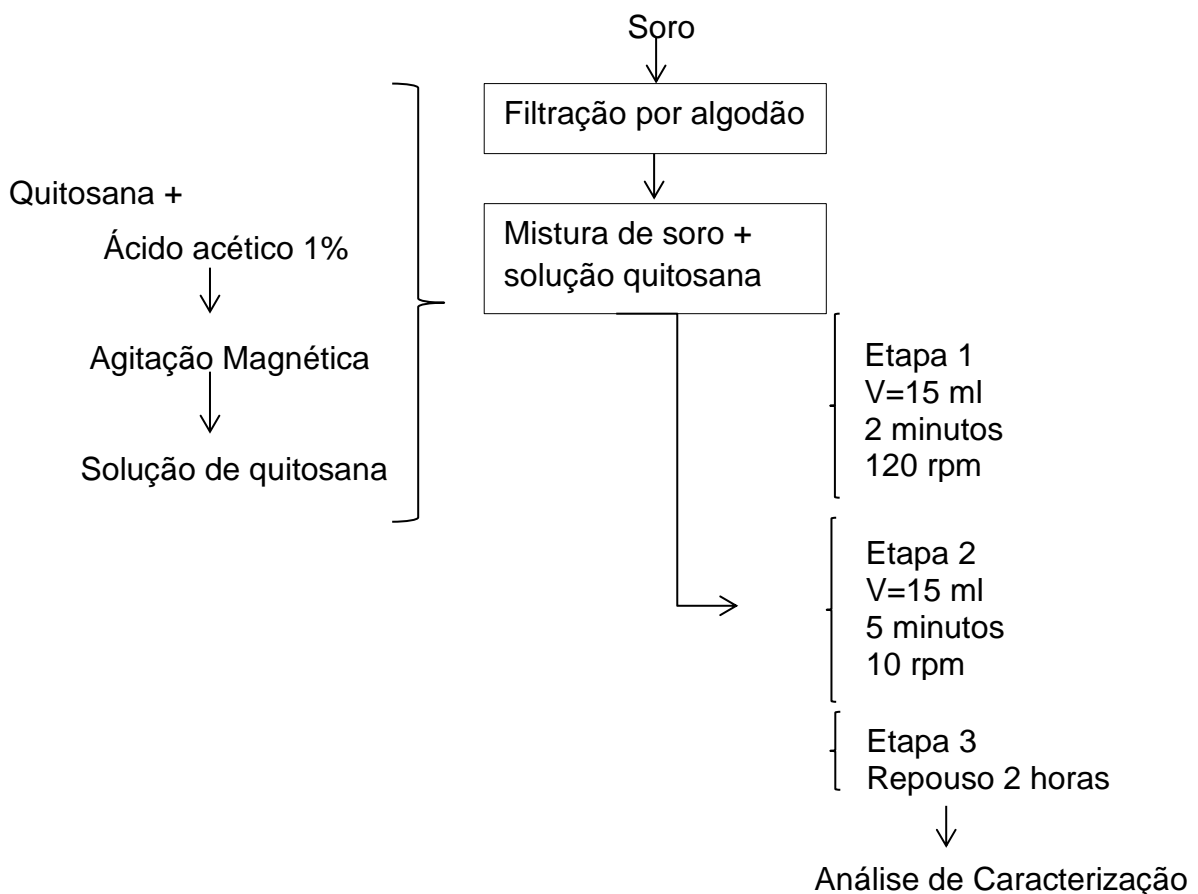 Soro
Filtração por algodão
Quitosana +
Ácido acético 1%
Agitação Magnética
Solução de quitosana
Mistura de soro +
solução quitosana
Etapa 1
V=15 ml
2 minutos
120 rpm
Etapa 2
V=15 ml
5 minutos
10 rpm
Etapa 3
Repouso 2 horas
Análise de Caracterização